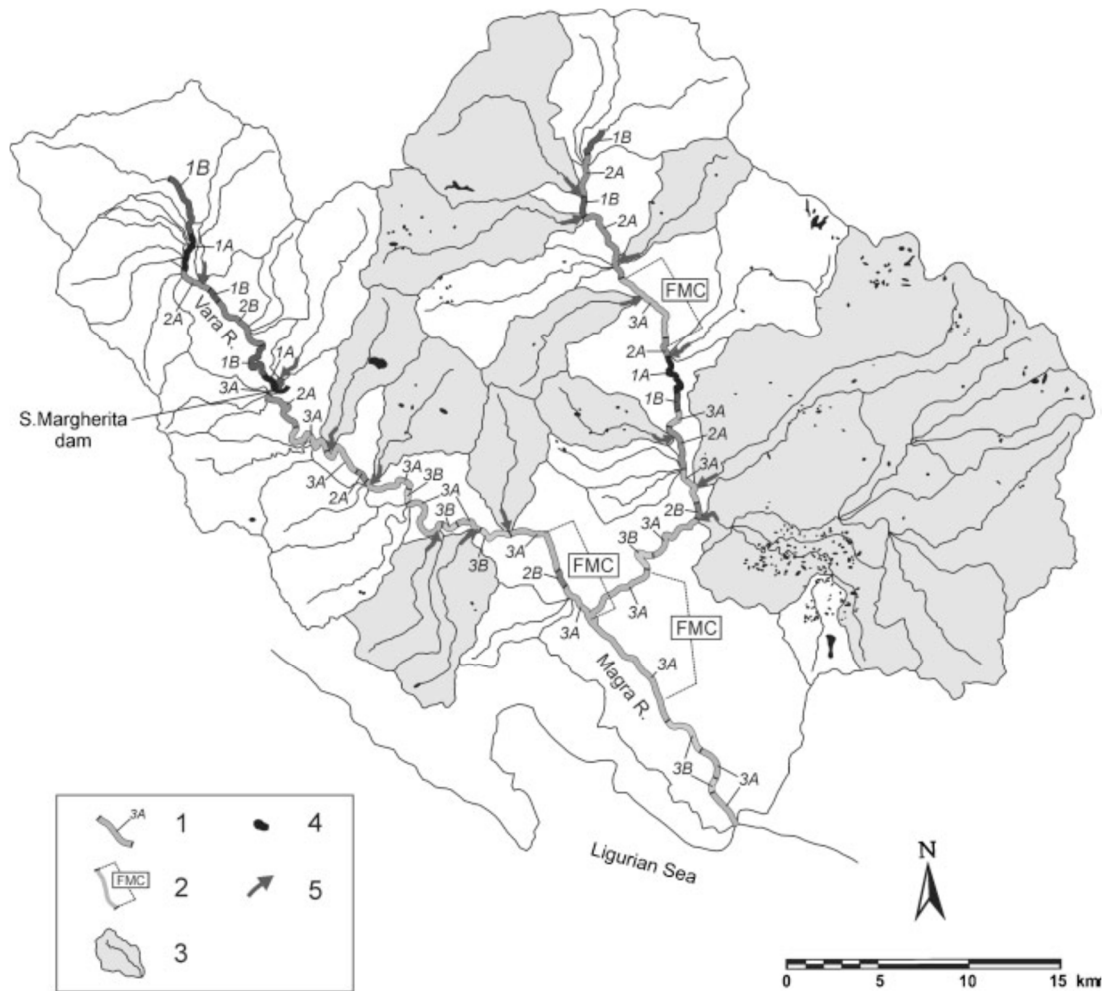 1B
2A
1B
2A
1B
1A
FMC
1B
2A
2B
Vara R.
3A
2A
1A
1B
1A
1B
3A
2A
S.Margherita
dam
3A
3A
2A
3A
2A
3A
3B
3A
3A
2B
3B
3A
3B
3B
3A
2B
FMC
3A
3A
FMC
3A
Magra R.
3B
3A
Ligurian Sea
3A 1
4
FMC 2
5
3
N
0 5 10 15 km